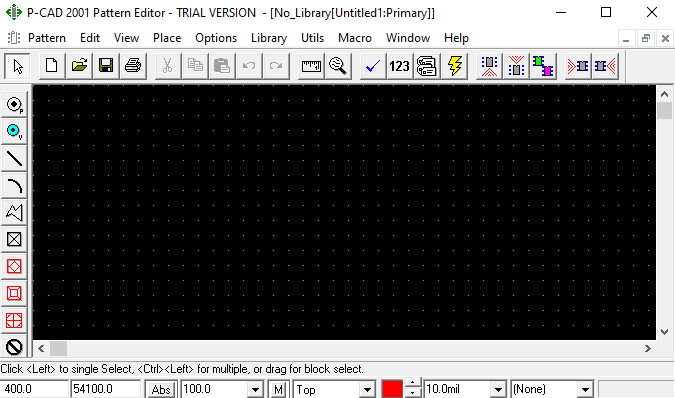 P-CAD 2001 Pattern Editor - TRIAL VERSION - [No_Library[Untitled1:Primary]]
Pattern Edit View Place Options Library Utils Macro Window Help
123
P
V
Click <Left> to single Select, <Ctrl><Left> for multiple, or drag for block select.
400.0 54100.0 Abs 100.0 M Top 10.0mil (None)